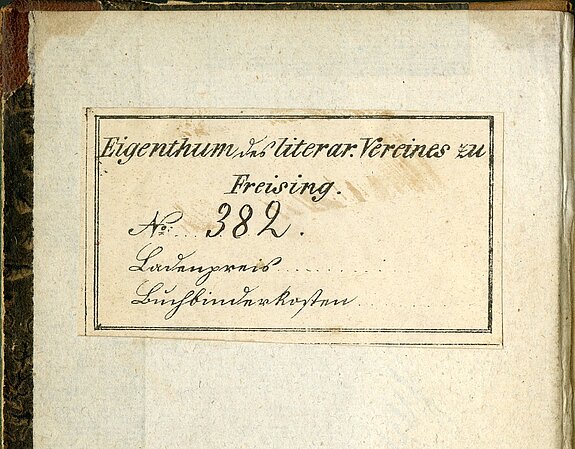 Eigenthum des literar. Vereines zu
Freising.
No: 382.
Ladenpreis
Buchbinderkosten